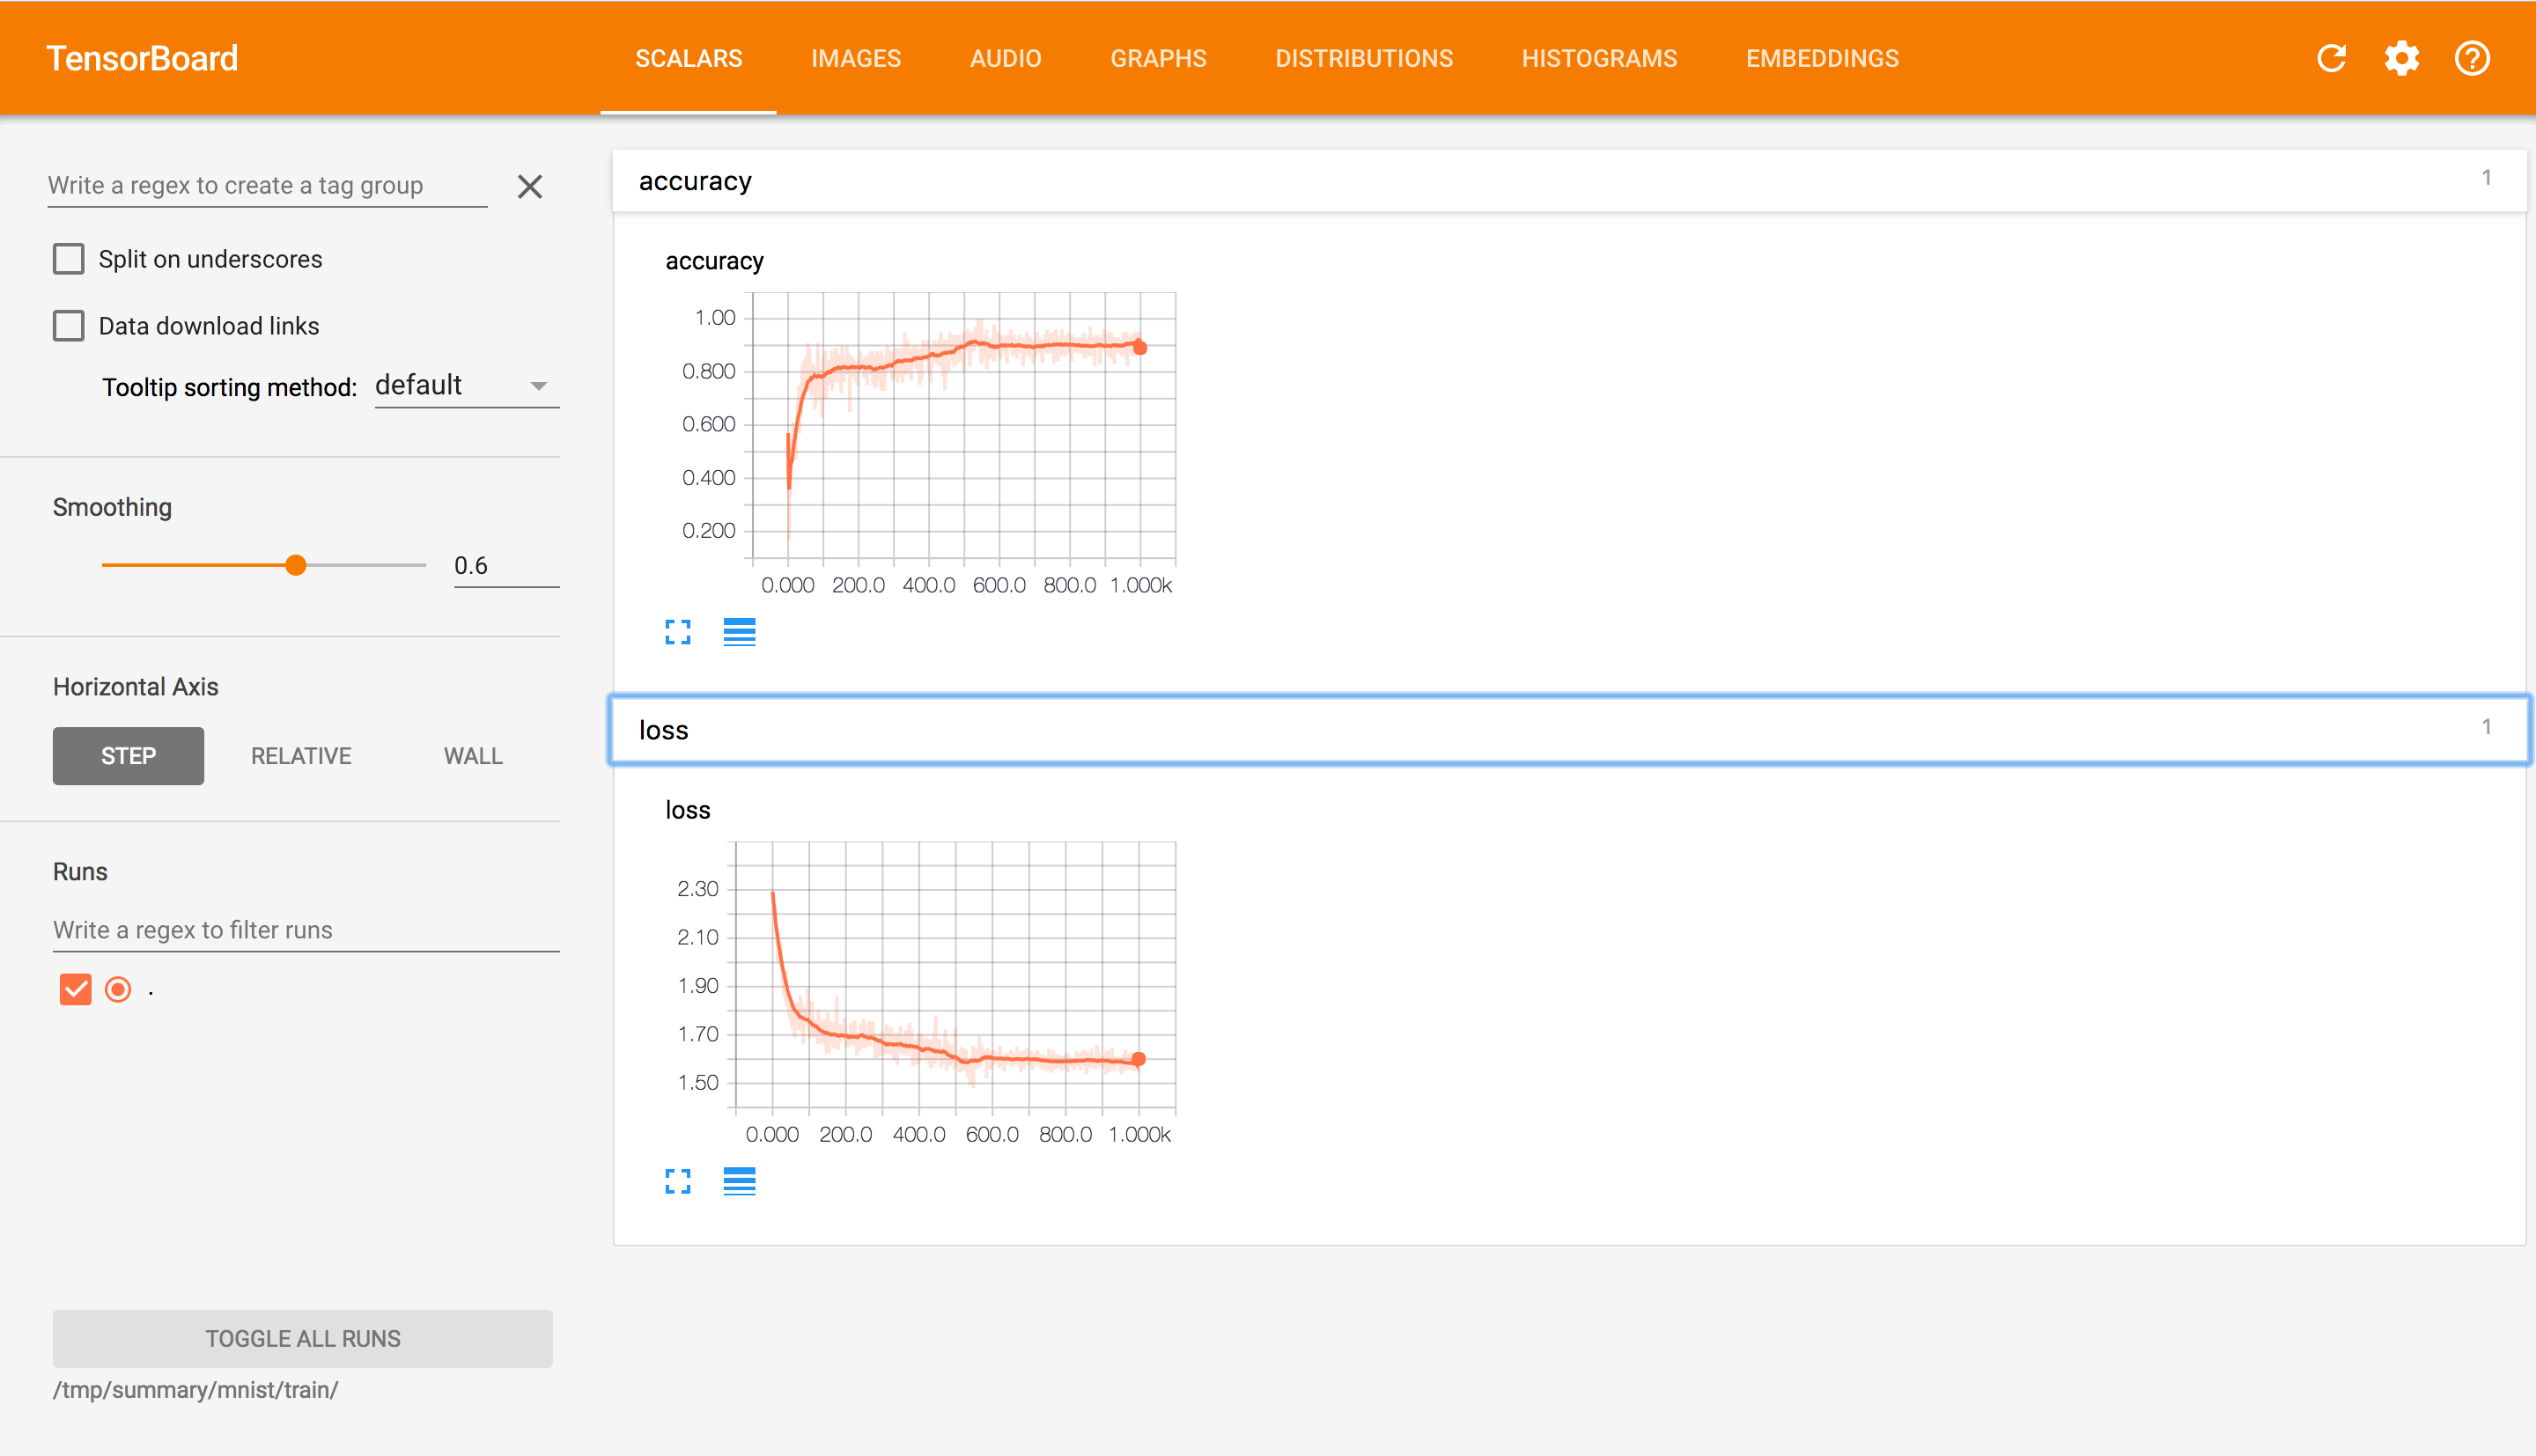 TensorBoard
SCALARS IMAGES AUDIO GRAPHS DISTRIBUTIONS HISTOGRAMS EMBEDDINGS
Write a regex to create a tag group
Split on underscores
Data download links
Tooltip sorting method: default
Smoothing
0.6
Horizontal Axis
STEP RELATIVE WALL
Runs
Write a regex to filter runs
.
TOGGLE ALL RUNS
/tmp/summary/mnist/train/
accuracy 1
accuracy
1.00
0.800
0.600
0.400
0.200
0.000 200.0 400.0 600.0 800.0 1.000k
loss 1
loss
2.30
2.10
1.90
1.70
1.50
0.000 200.0 400.0 600.0 800.0 1.000k